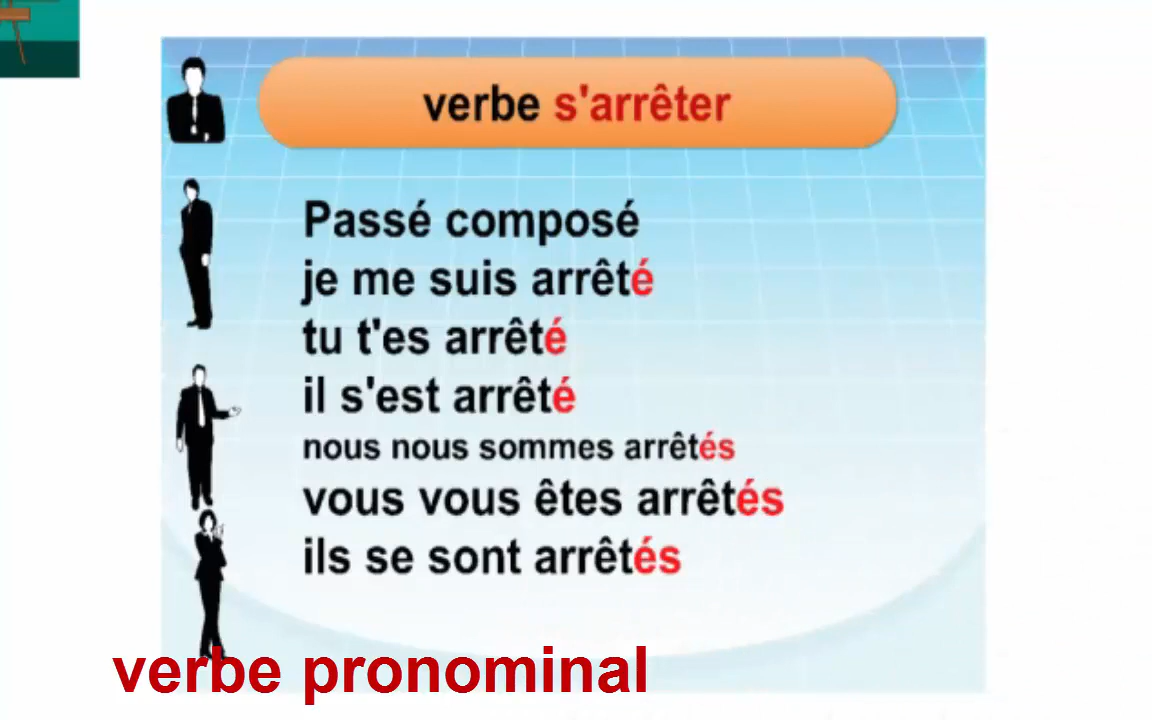 verbe s'arrêter
Passé composé
je me suis arrêté
tu t'es arrêté
il s'est arrêté
nous nous sommes arrêtés
vous vous êtes arrêtés
ils se sont arrêtés
verbe pronominal